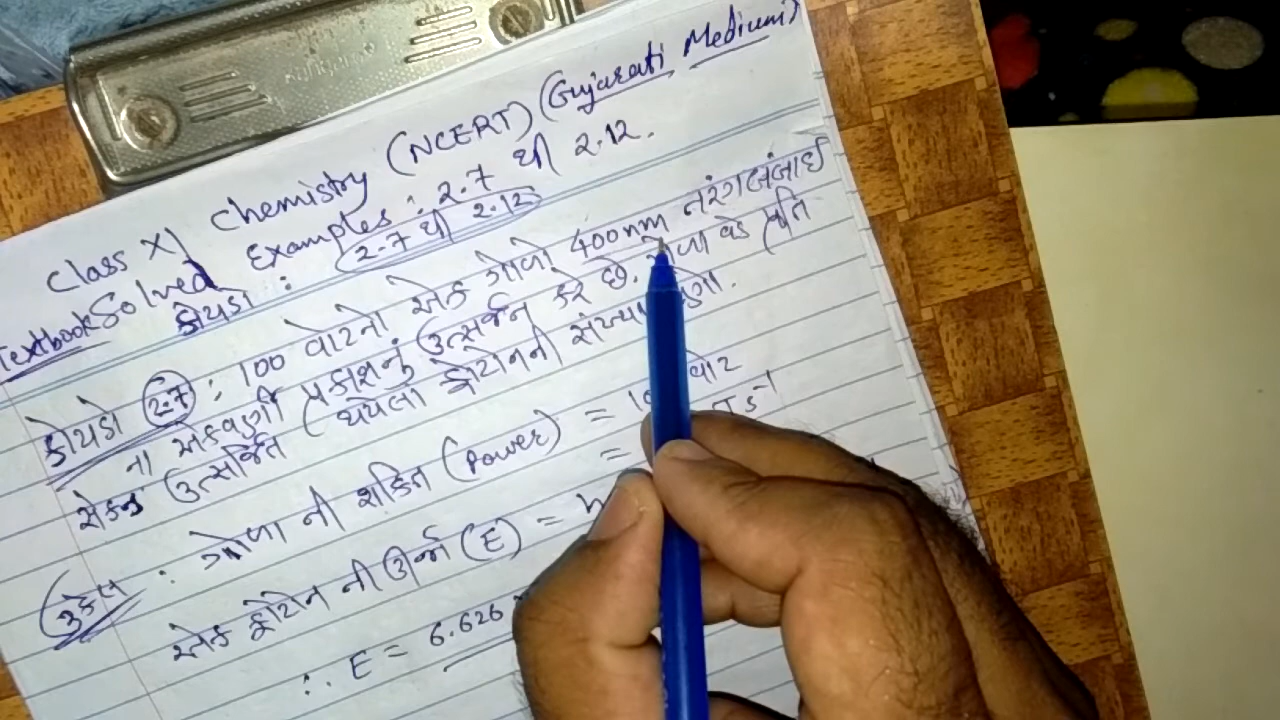 Class XI Chemistry (NCERT) (Gujarati Medium)
Textbook Solved Examples : 2.7 થી 2.12.
કોયડો : (2.7 થી 2.12)
કોયડો 2.7 : 100 વોટનો એક ગોળો 400nm તરંગલંબાઈ
ના એકવર્ણી પ્રકાશનું ઉત્સર્જન કરે છે. ગોળા વડે પ્રતિ
સેકન્ડ ઉત્સર્જિત થયેલા ફોટોનની સંખ્યા
ઉકેલ : ગોળા ની શક્તિ (Power) = વોટ
= s⁻¹
એક ફોટોન ની ઊર્જા (E) = h
∴ E = 6.626